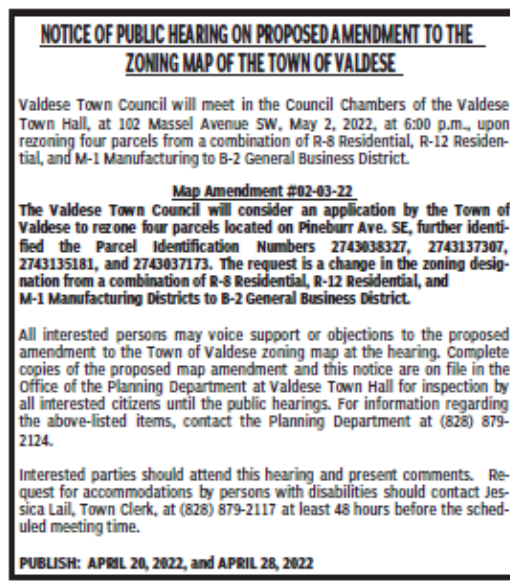 NOTICE OF PUBLIC HEARING ON PROPOSED AMENDMENT TO THE
ZONING MAP OF THE TOWN OF VALDESE
Valdese Town Council will meet in the Council Chambers of the Valdese
Town Hall, at 102 Massel Avenue SW, May 2, 2022, at 6:00 p.m., upon
rezoning four parcels from a combination of R-8 Residential, R-12 Residen-
tial, and M-1 Manufacturing to B-2 General Business District.
Map Amendment #02-03-22
The Valdese Town Council will consider an application by the Town of
Valdese to rezone four parcels located on Pineburr Ave. SE, further identi-
fied the Parcel Identification Numbers 2743038327, 2743137307,
2743135181, and 2743037173. The request is a change in the zoning desig-
nation from a combination of R-8 Residential, R-12 Residential, and
M-1 Manufacturing Districts to B-2 General Business District.
All interested persons may voice support or objections to the proposed
amendment to the Town of Valdese zoning map at the hearing. Complete
copies of the proposed map amendment and this notice are on file in the
Office of the Planning Department at Valdese Town Hall for inspection by
all interested citizens until the public hearings. For information regarding
the above-listed items, contact the Planning Department at (828) 879-
2124.
Interested parties should attend this hearing and present comments. Re-
quest for accommodations by persons with disabilities should contact Jes-
sica Lail, Town Clerk, at (828) 879-2117 at least 48 hours before the sched-
uled meeting time.
PUBLISH: APRIL 20, 2022, and APRIL 28, 2022